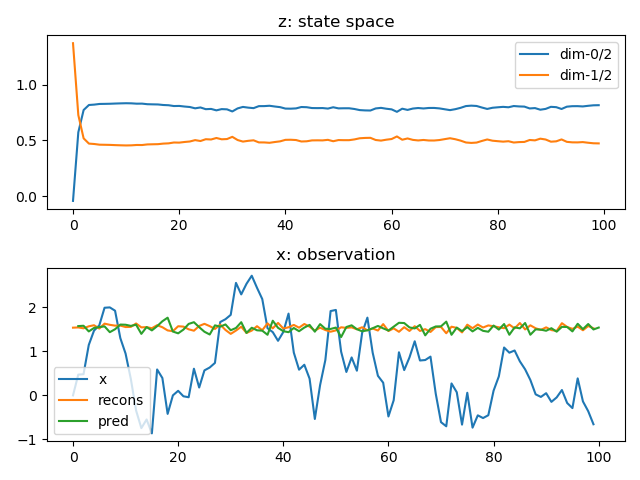 z: state space
1.0
0.5
0.0
dim-0/2
dim-1/2
0 20 40 60 80 100
x: observation
2
1
0
−1
x
recons
pred
0 20 40 60 80 100